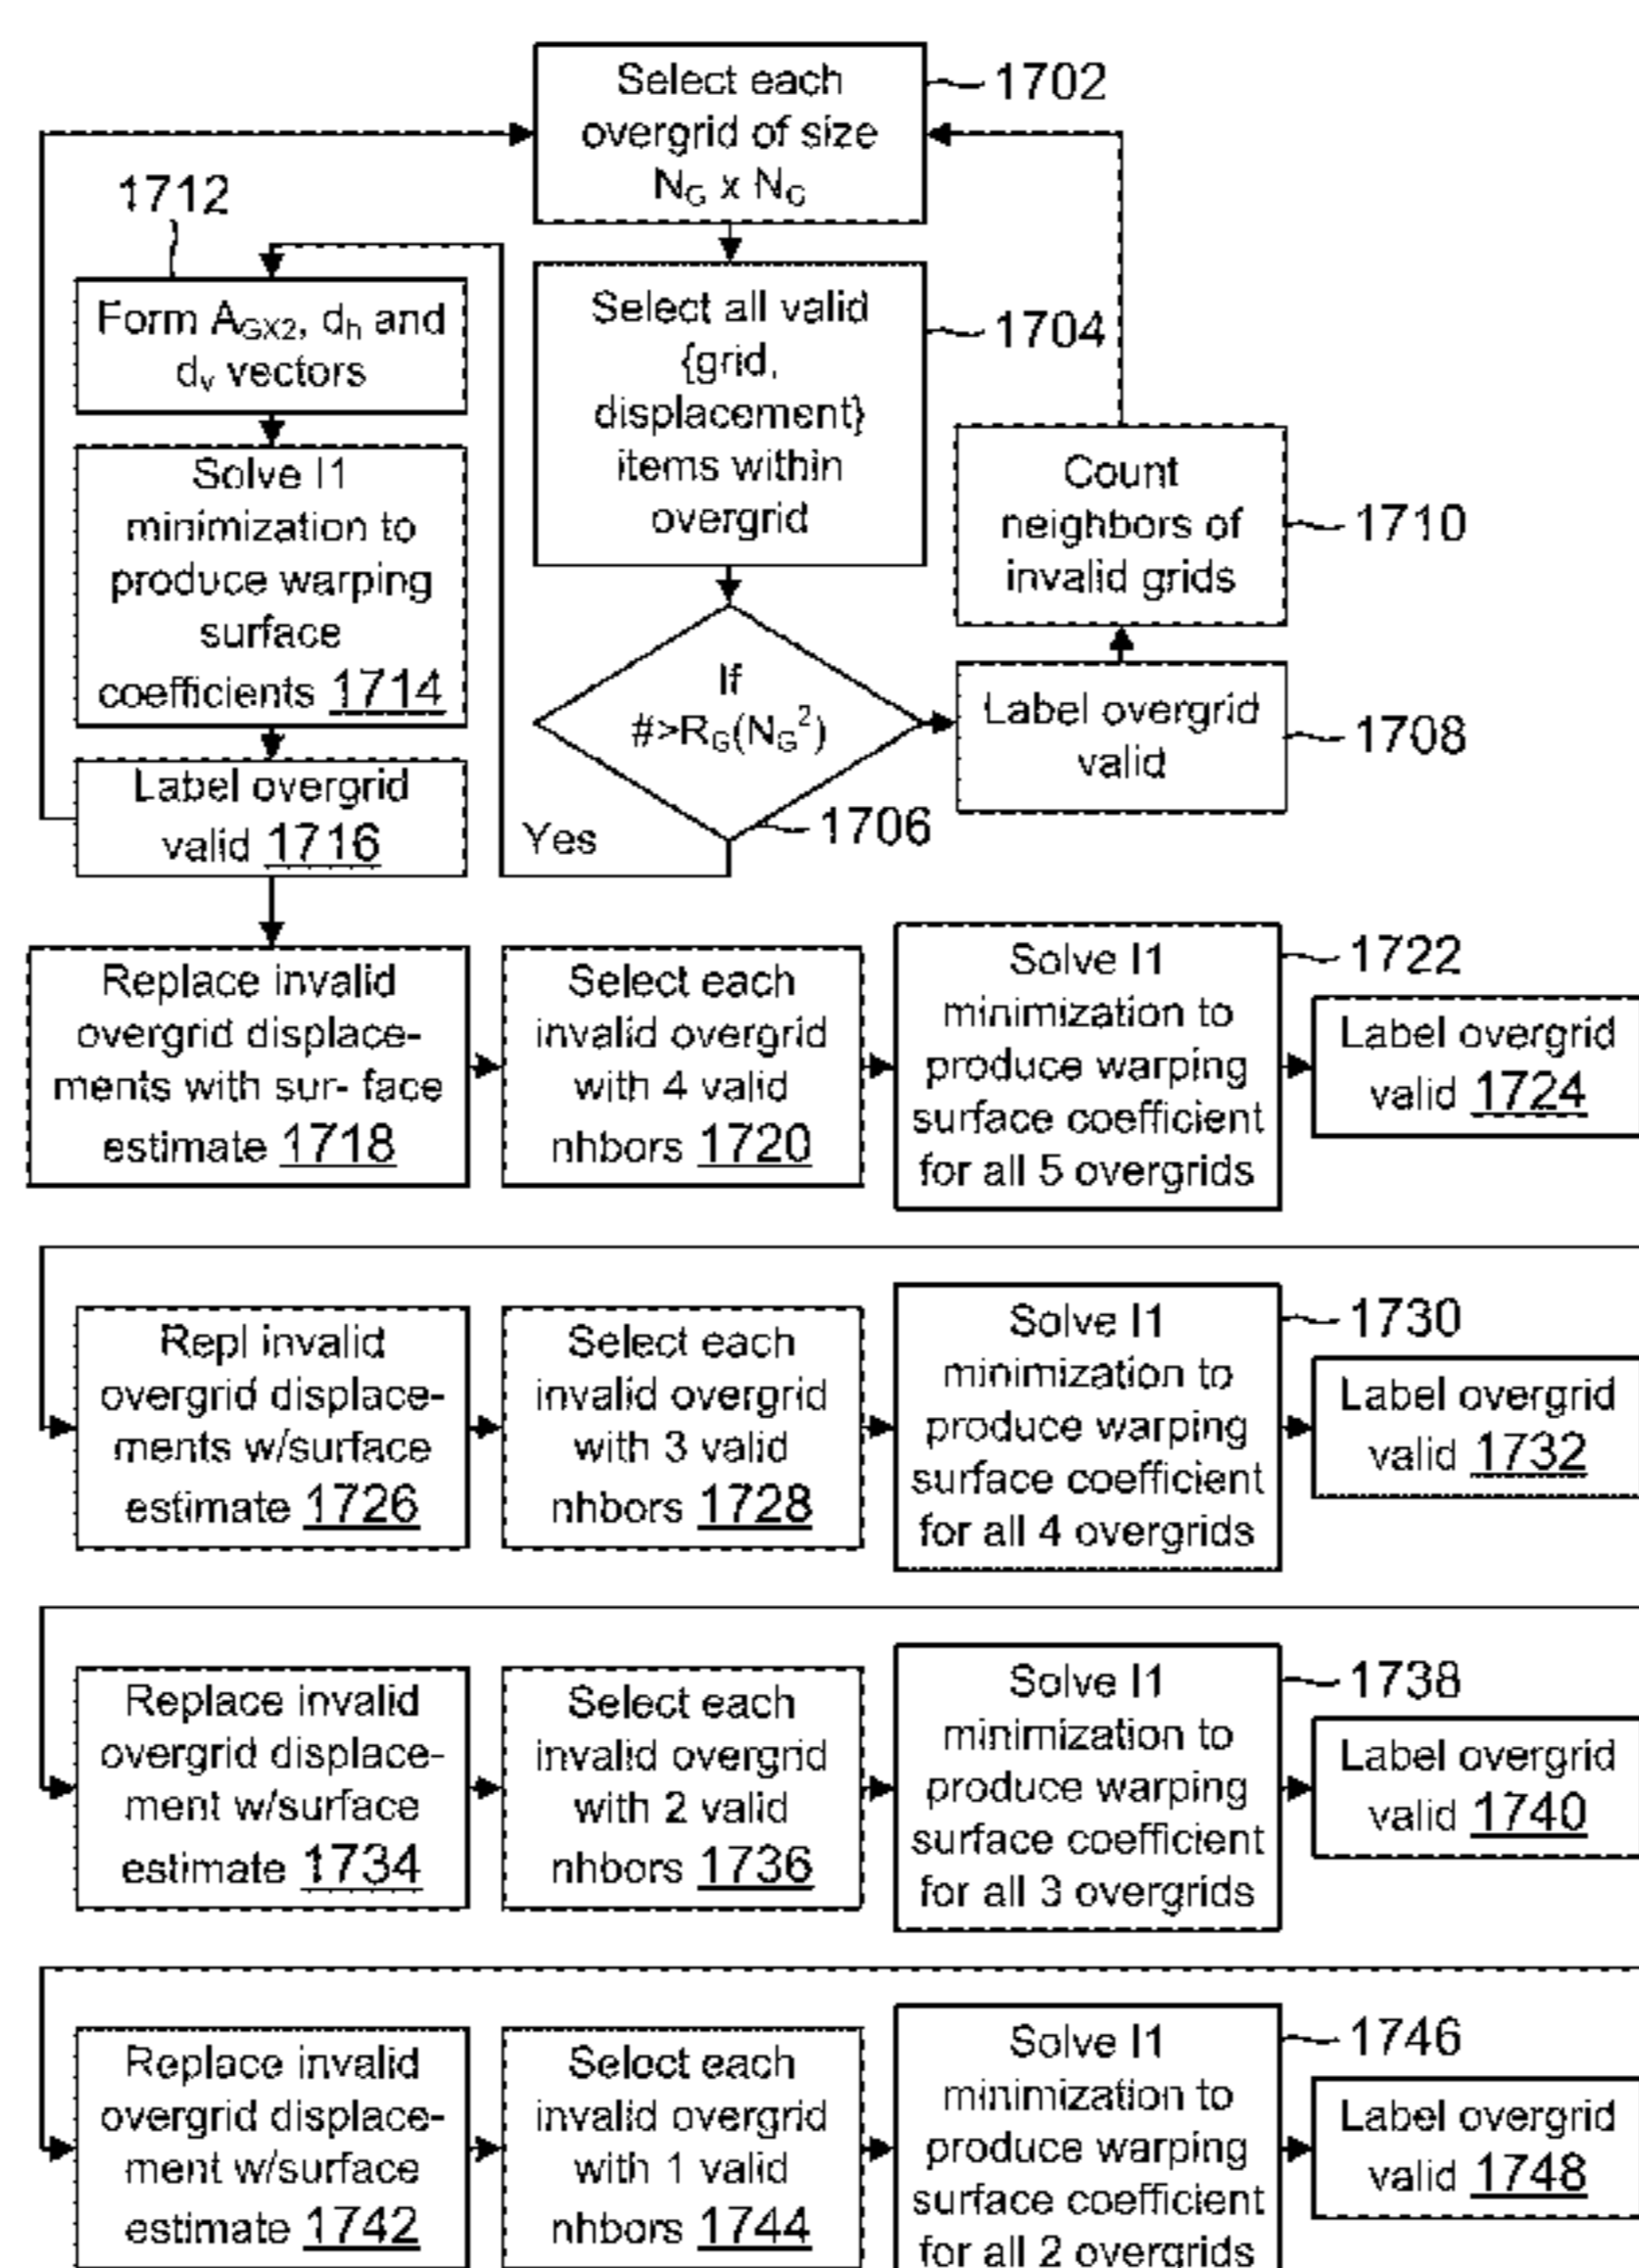 Select each
overgrid of size
N_G x N_G
1702
1712
Form A_GX2, d_h and
d_v vectors
Select all valid
{grid,
displacement}
items within
overgrid
1704
Solve l1
minimization to
produce warping
surface
coefficients 1714
Count
neighbors of
invalid grids
1710
If
#>R_G(N_G^2)
1706
Yes
Label overgrid
valid
1708
Label overgrid
valid 1716
Replace invalid
overgrid displace-
ments with sur- face
estimate 1718
Select each
invalid overgrid
with 4 valid
nhbors 1720
Solve l1
minimization to
produce warping
surface coefficient
for all 5 overgrids
1722
Label overgrid
valid 1724
Repl invalid
overgrid displace-
ments w/surface
estimate 1726
Select each
invalid overgrid
with 3 valid
nhbors 1728
Solve l1
minimization to
produce warping
surface coefficient
for all 4 overgrids
1730
Label overgrid
valid 1732
Replace invalid
overgrid displace-
ment w/surface
estimate 1734
Select each
invalid overgrid
with 2 valid
nhbors 1736
Solve l1
minimization to
produce warping
surface coefficient
for all 3 overgrids
1738
Label overgrid
valid 1740
Replace invalid
overgrid displace-
ment w/surface
estimate 1742
Select each
invalid overgrid
with 1 valid
nhbors 1744
Solve l1
minimization to
produce warping
surface coefficient
for all 2 overgrids
1746
Label overgrid
valid 1748